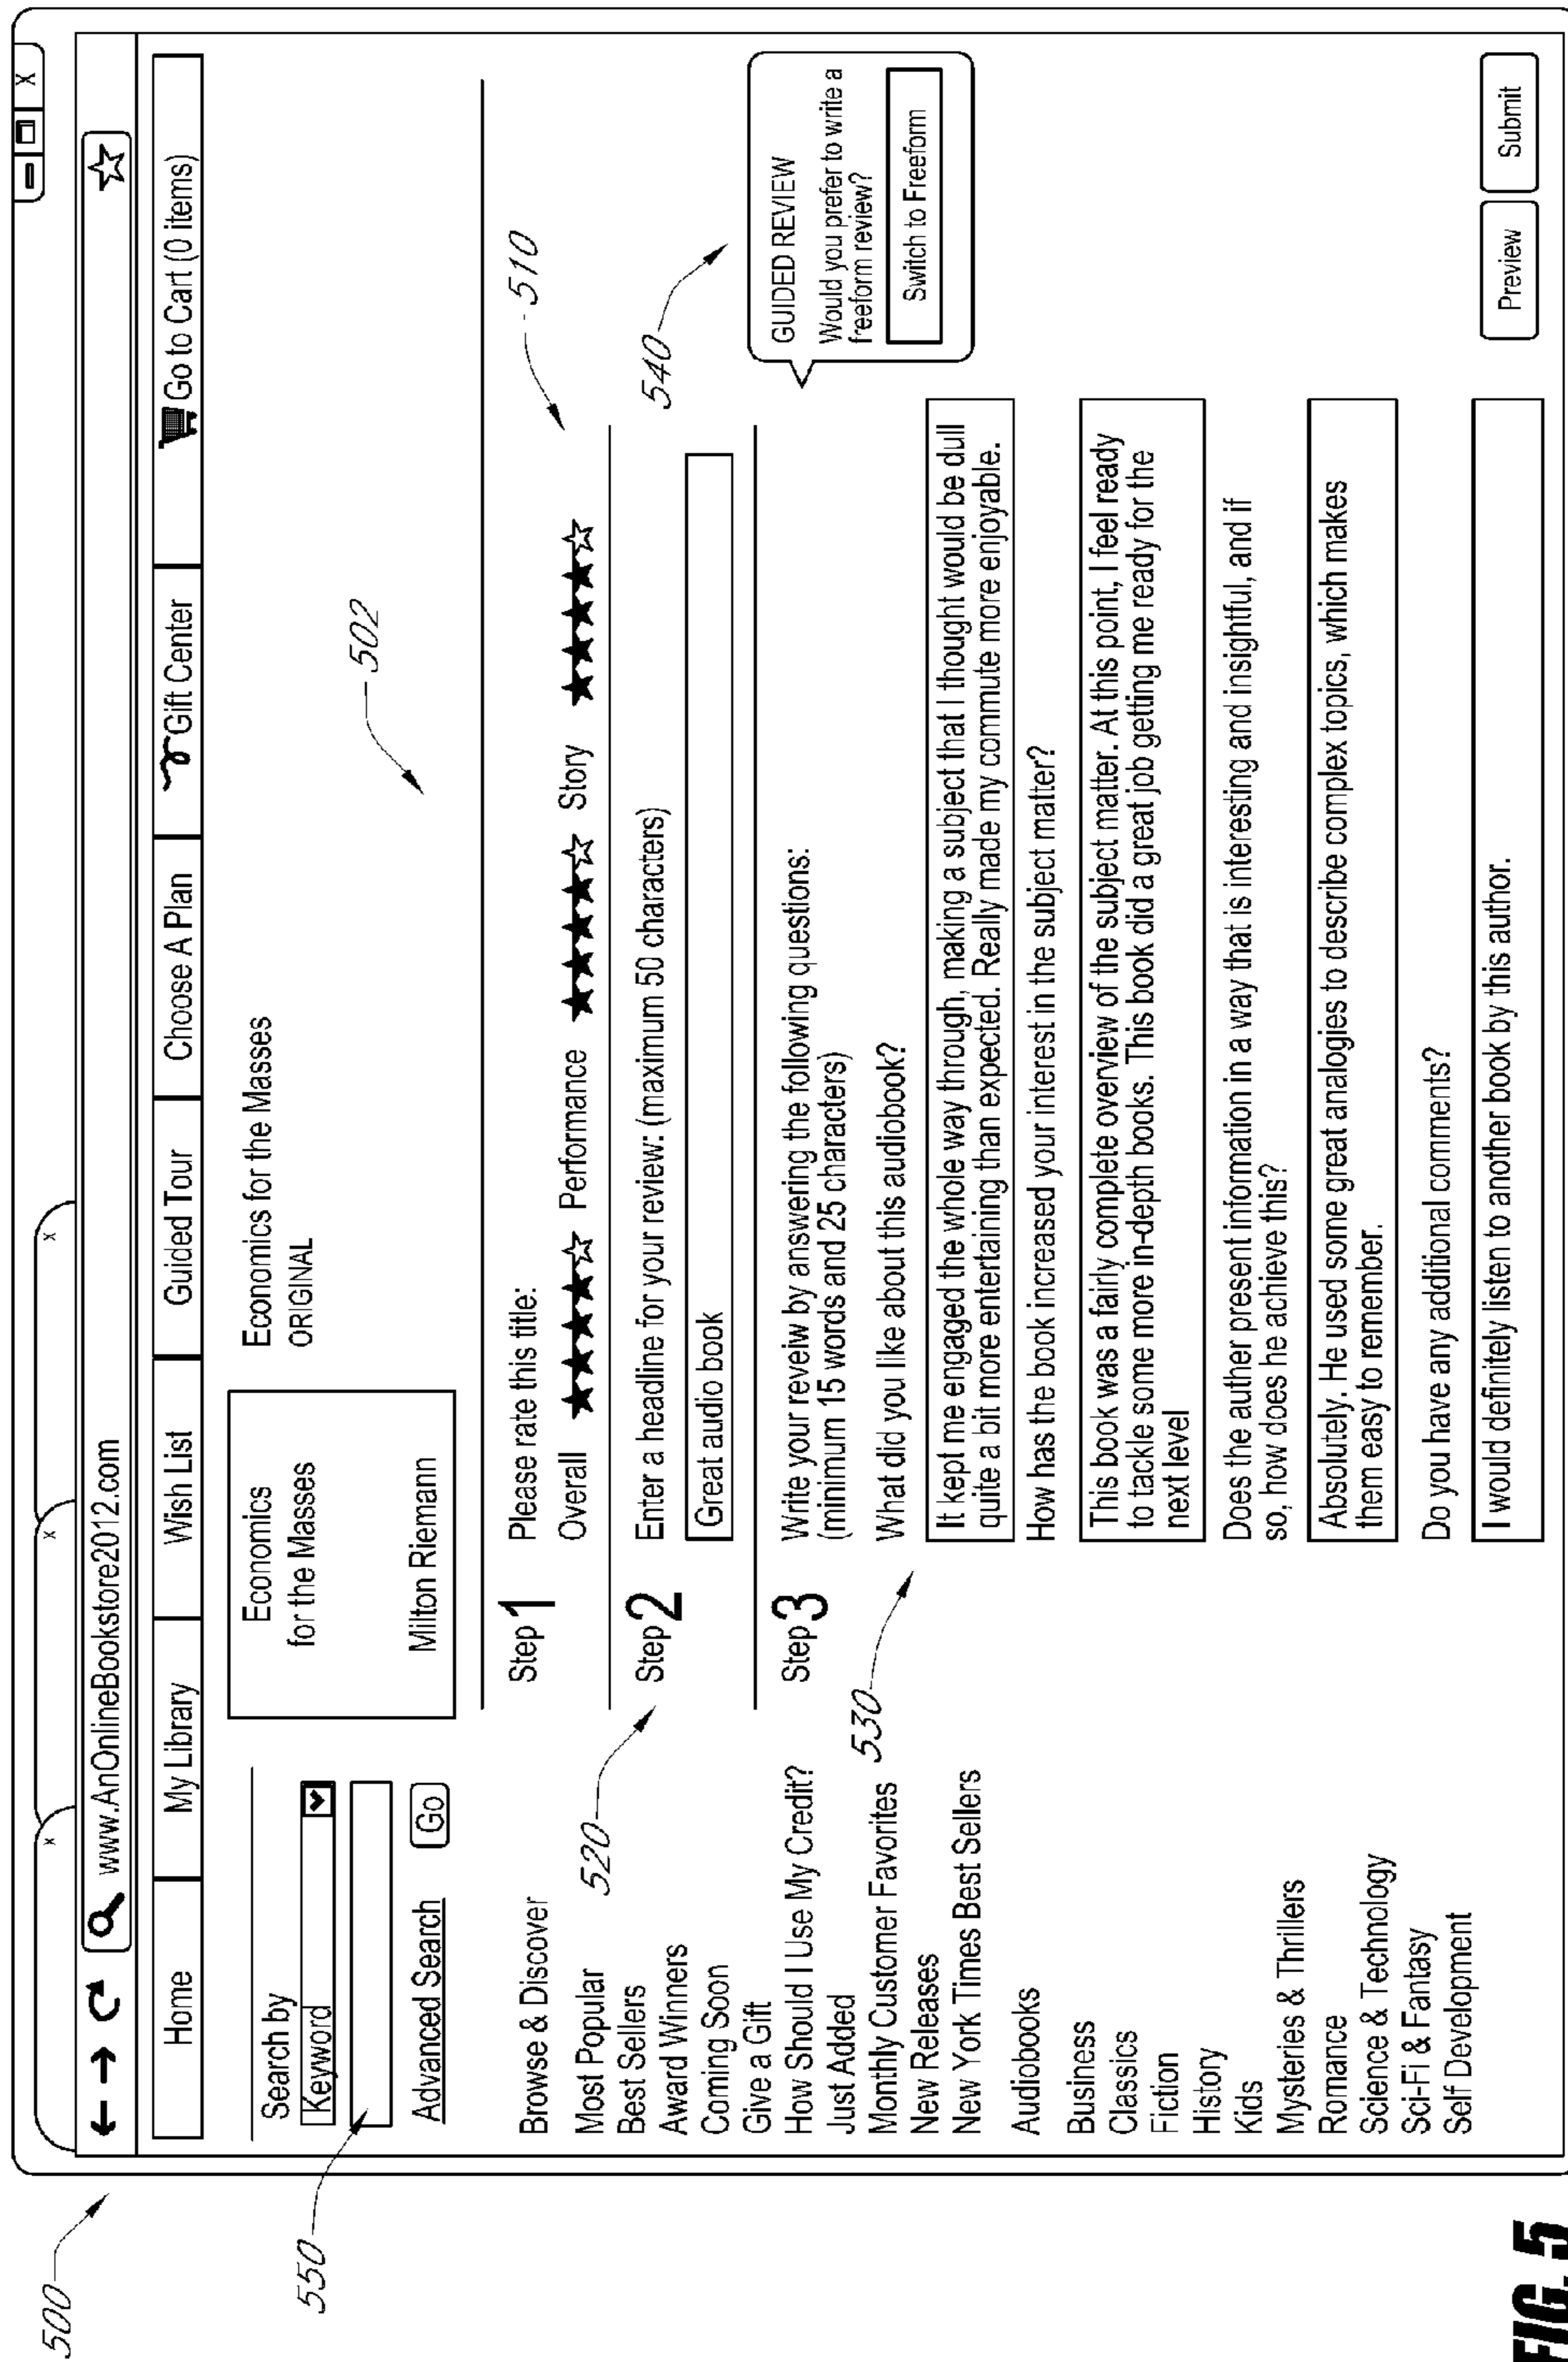 500
X
x
x
x
www.AnOnlineBookstore2012.com
Home
My Library
Wish List
Guided Tour
Choose A Plan
Gift Center
Go to Cart (0 items)
Search by
Keyword
550
Advanced Search
Go
Economics
for the Masses
Milton Riemann
Economics for the Masses
ORIGINAL
502
Browse & Discover
Most Popular
Best Sellers
Award Winners
Coming Soon
Give a Gift
How Should I Use My Credit?
Just Added
Monthly Customer Favorites
New Releases
New York Times Best Sellers
Audiobooks
Business
Classics
Fiction
History
Kids
Mysteries & Thrillers
Romance
Science & Technology
Sci-Fi & Fantasy
Self Development
Step 1
Please rate this title:
Overall ★★★★☆ Performance ★★★★☆ Story ★★★★☆
510
520
Step 2
Enter a headline for your review: (maximum 50 characters)
Great audio book
540
530
Step 3
Write your reveiw by answering the following questions:
(minimum 15 words and 25 characters)
GUIDED REVIEW
Would you prefer to write a
freeform review?
Switch to Freeform
What did you like about this audiobook?
It kept me engaged the whole way through, making a subject that I thought would be dull
quite a bit more entertaining than expected. Really made my commute more enjoyable.
How has the book increased your interest in the subject matter?
This book was a fairly complete overview of the subject matter. At this point, I feel ready
to tackle some more in-depth books. This book did a great job getting me ready for the
next level
Does the auther present information in a way that is interesting and insightful, and if
so, how does he achieve this?
Absolutely. He used some great analogies to describe complex topics, which makes
them easy to remember.
Do you have any additional comments?
I would definitely listen to another book by this author.
Preview
Submit
FIG. 5